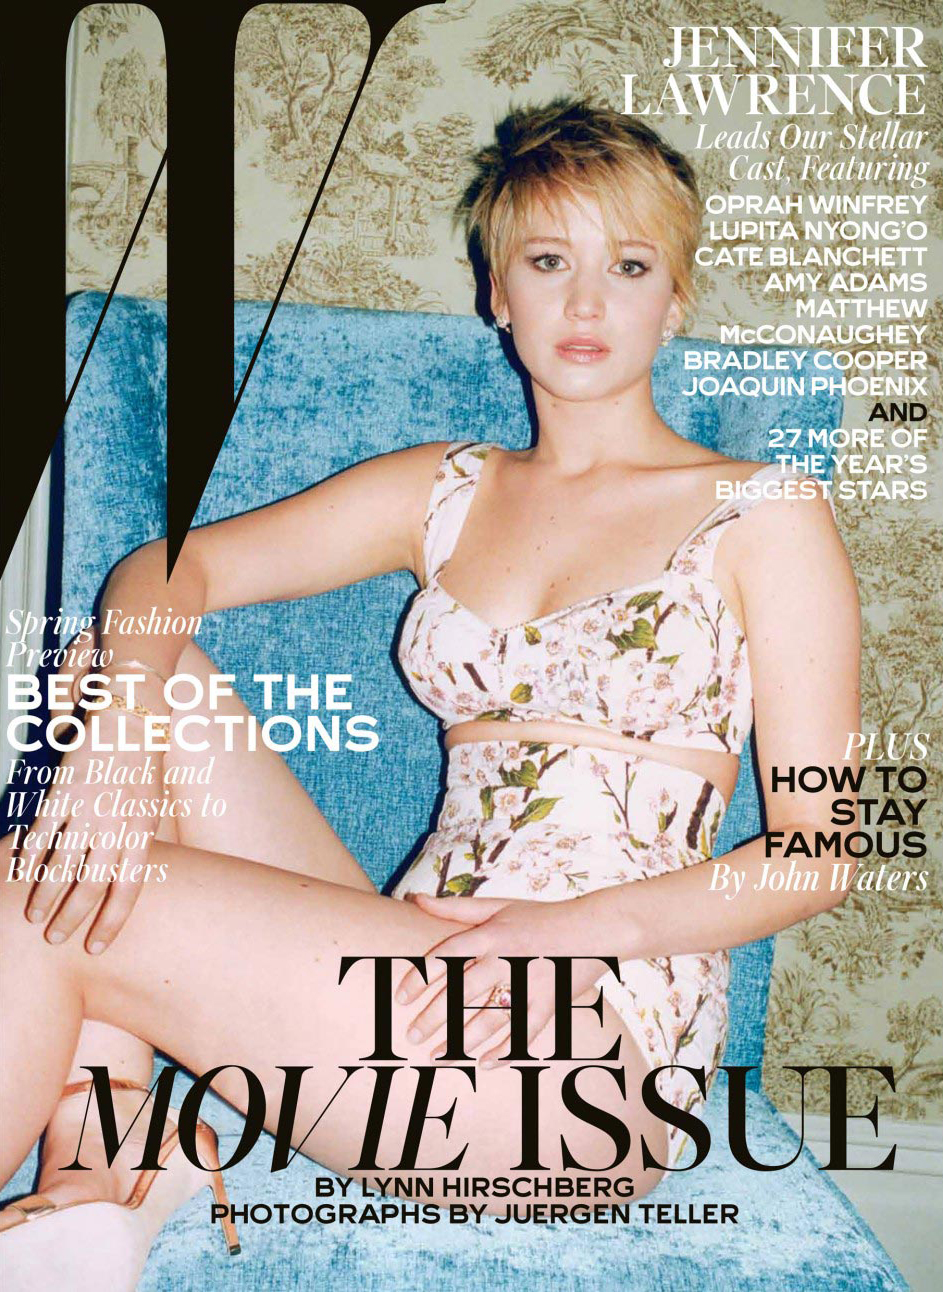 W
JENNIFER
LAWRENCE
Leads Our Stellar
Cast, Featuring
OPRAH WINFREY
LUPITA NYONG'O
CATE BLANCHETT
AMY ADAMS
MATTHEW
McCONAUGHEY
BRADLEY COOPER
JOAQUIN PHOENIX
AND
27 MORE OF
THE YEAR'S
BIGGEST STARS
Spring Fashion
Preview
BEST OF THE
COLLECTIONS
From Black and
White Classics to
Technicolor
Blockbusters
PLUS
HOW TO
STAY
FAMOUS
By John Waters
THE
MOVIE ISSUE
BY LYNN HIRSCHBERG
PHOTOGRAPHS BY JUERGEN TELLER